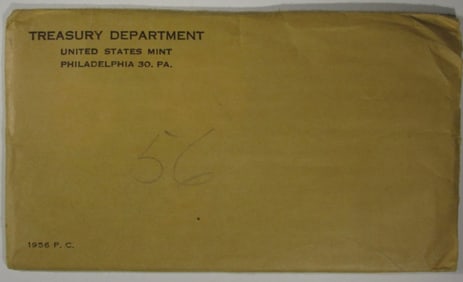 TREASURY DEPARTMENT
UNITED STATES MINT
PHILADELPHIA 30. PA.
56
1956 P. C.